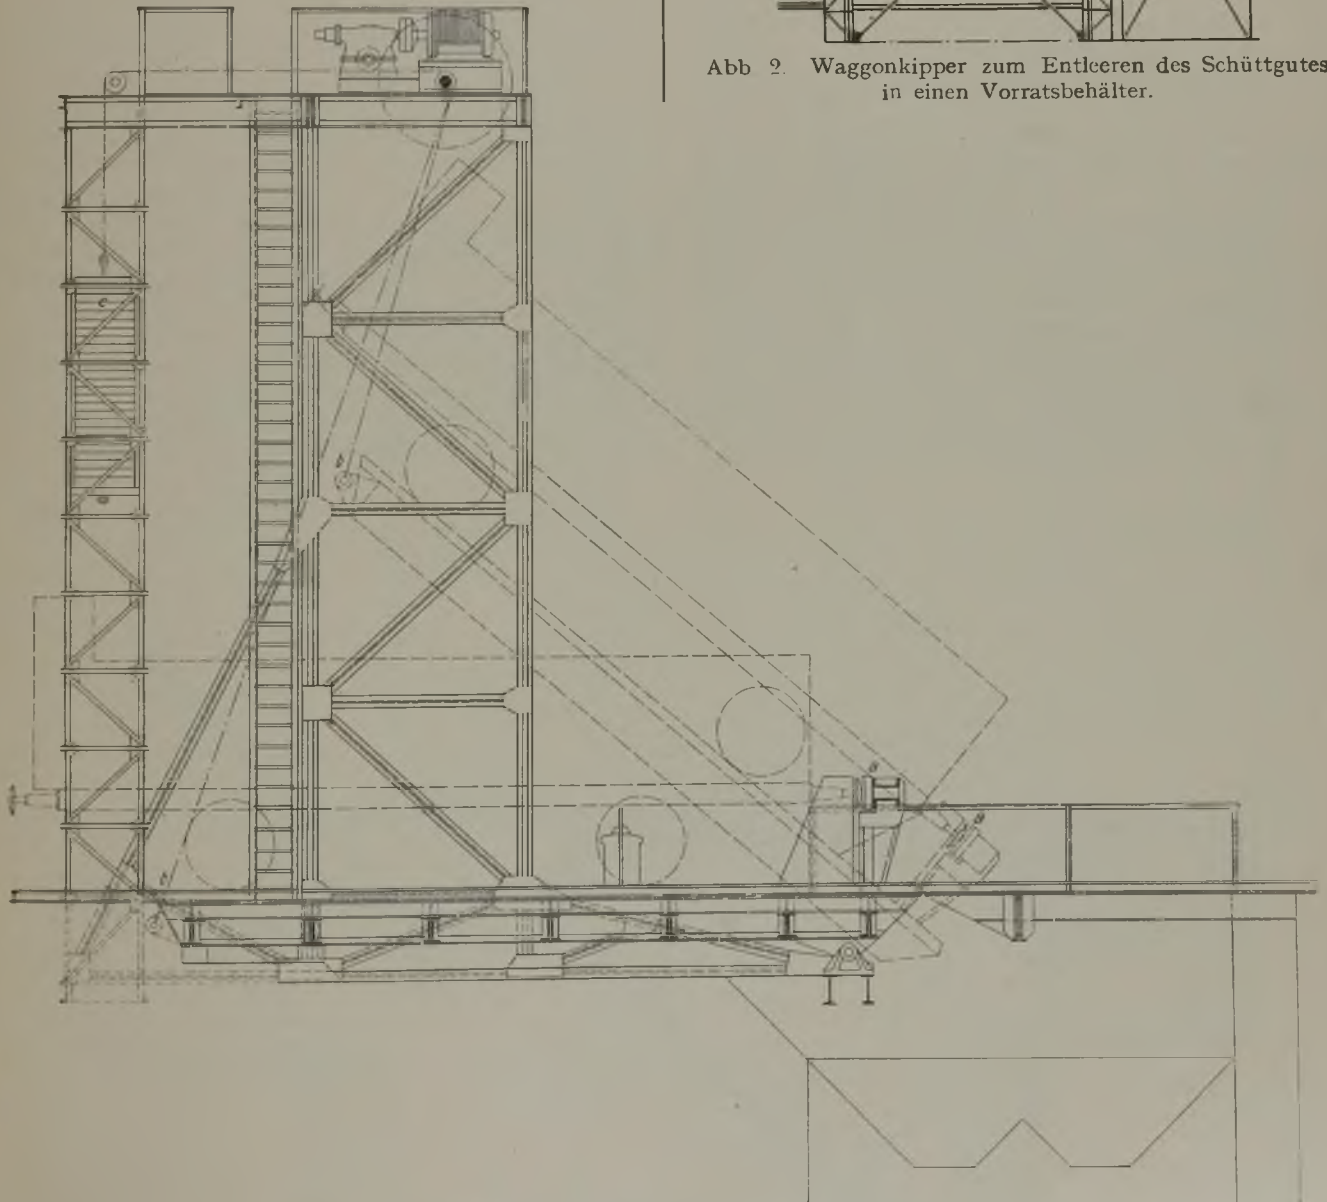 Abb 2. Waggonkipper zum Entleeren des Schüttgutes
in einen Vorratsbehälter.
c
b
a
a